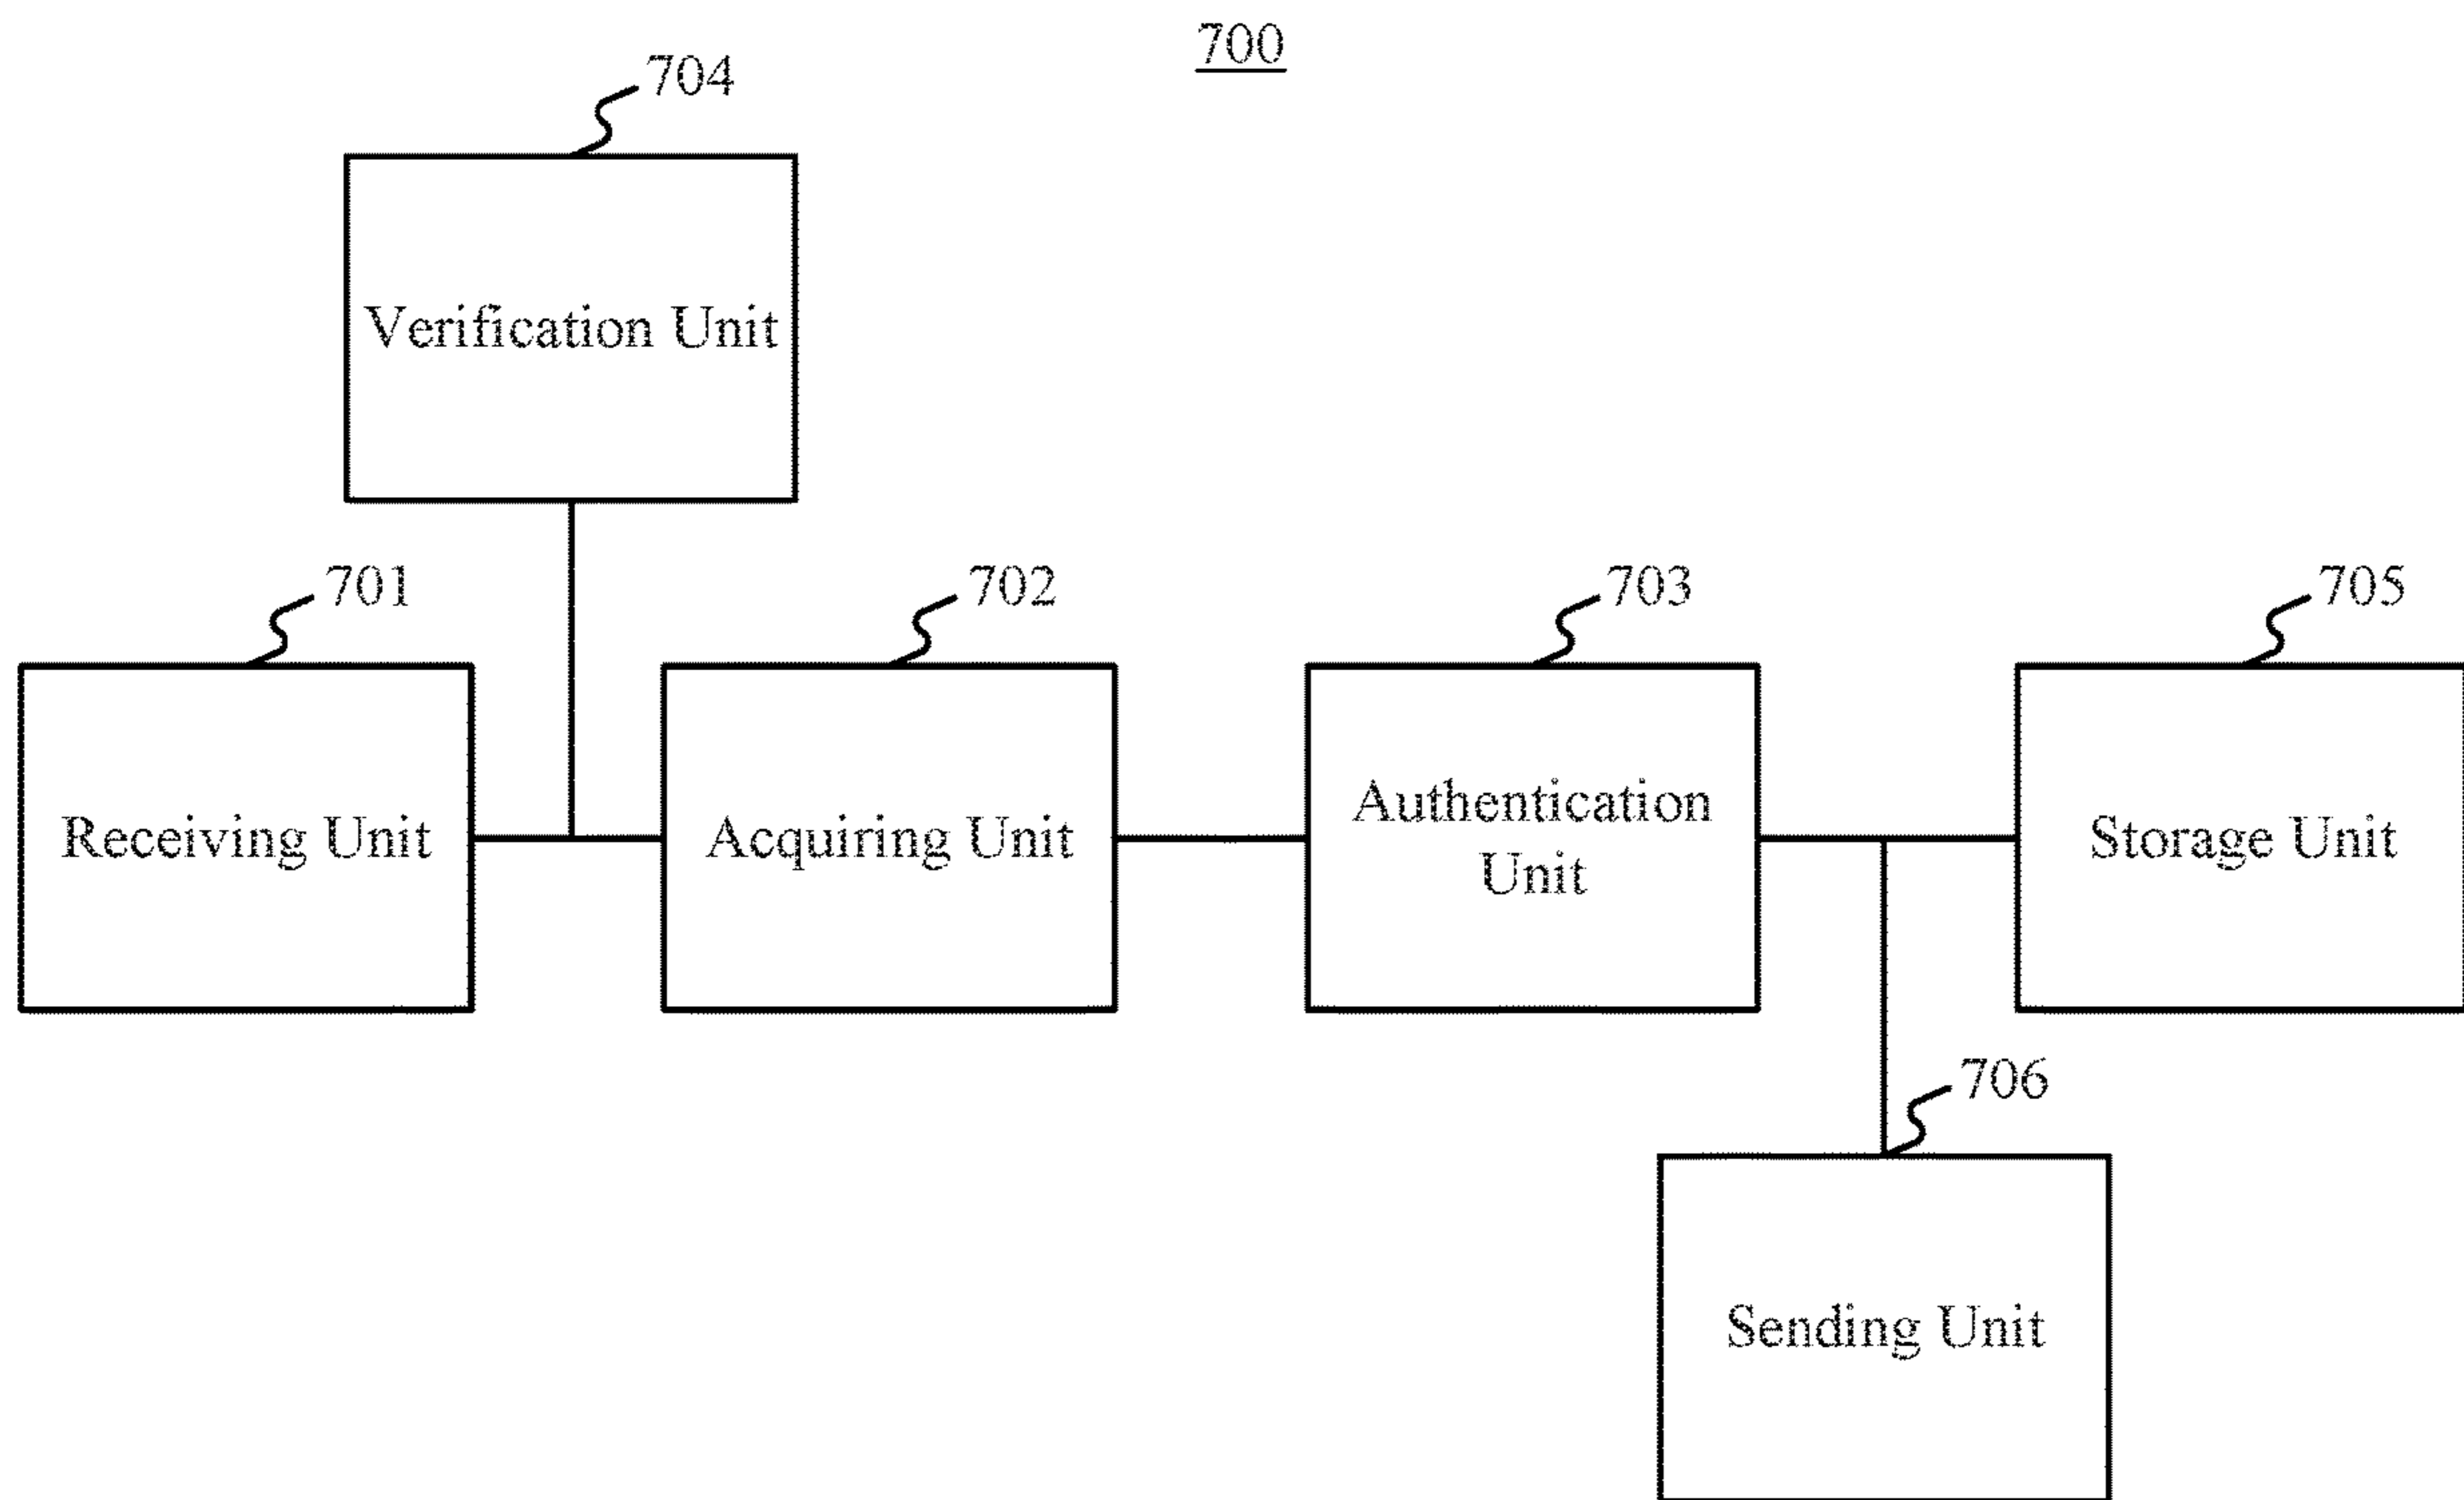 700
704
Verification Unit
701
702
703
705
Receiving Unit
Acquiring Unit
Authentication
Unit
Storage Unit
706
Sending Unit